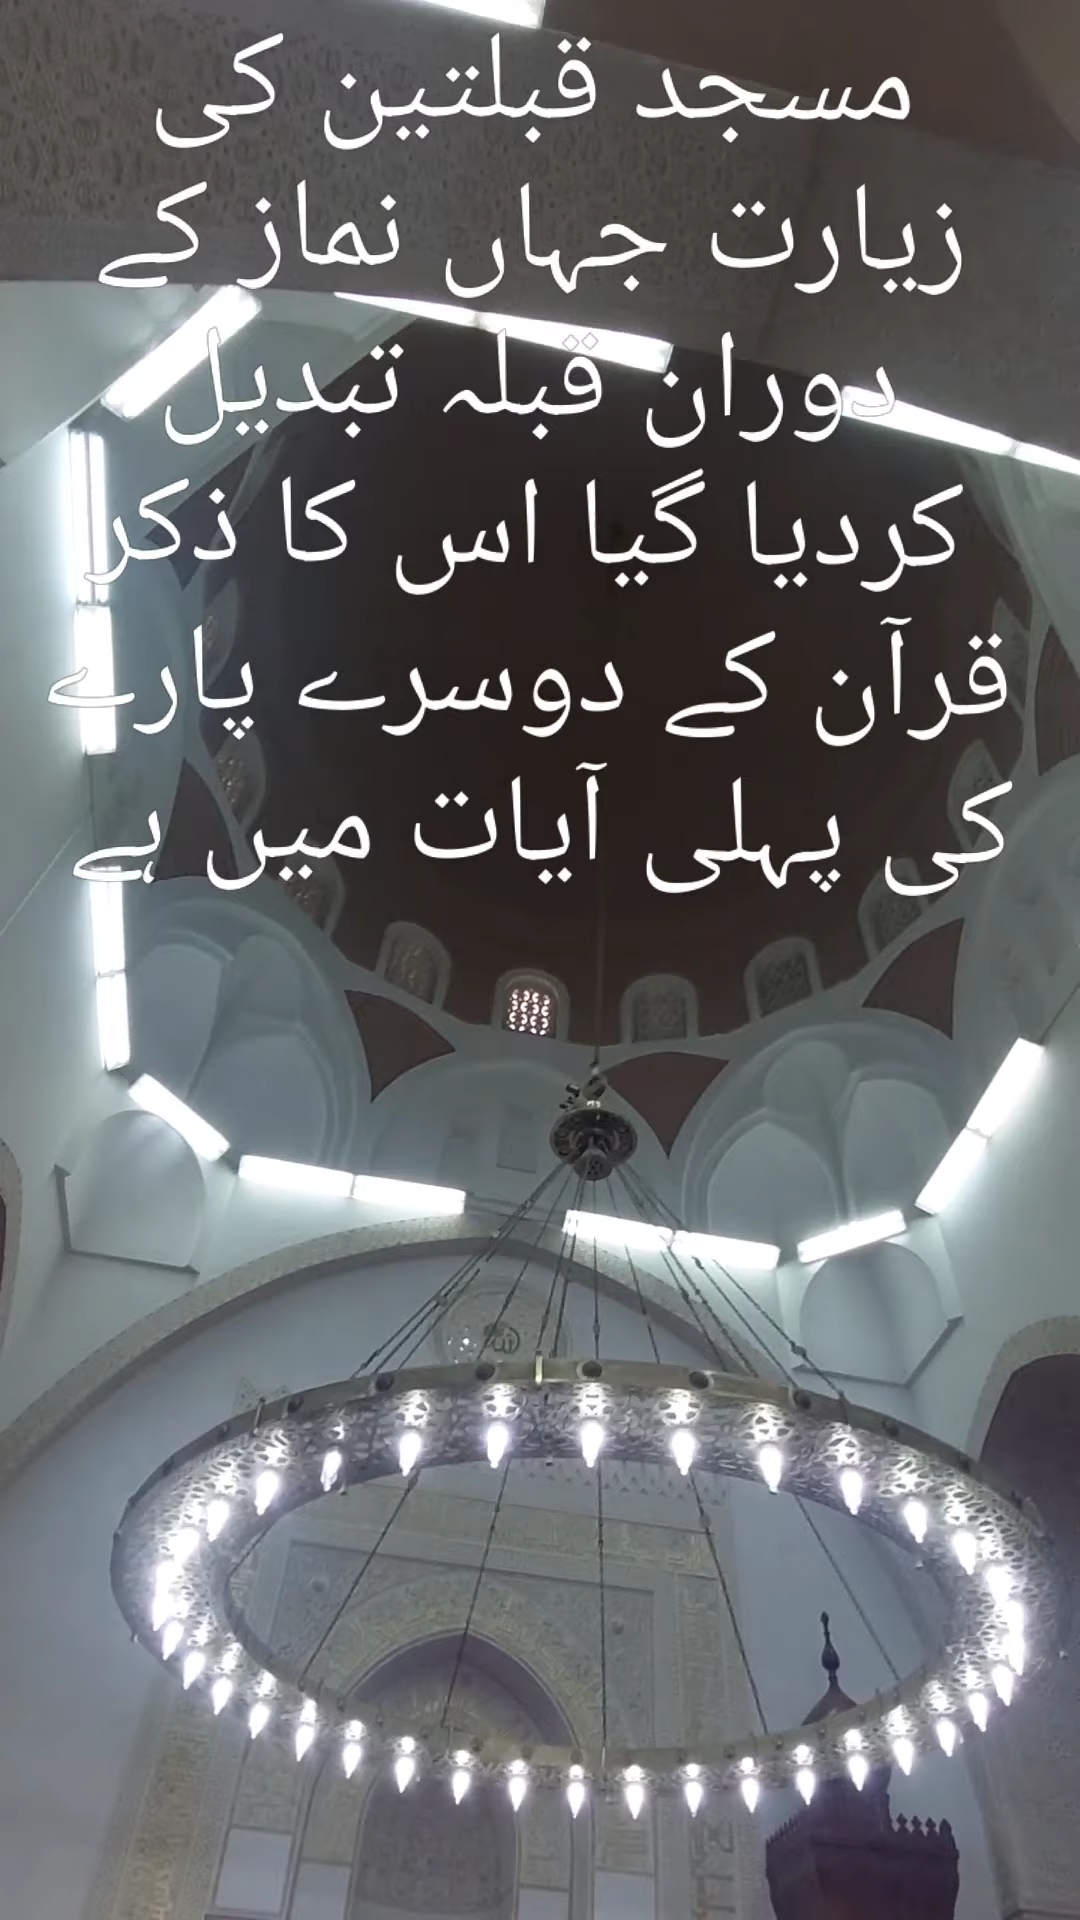 مسجد قبلتین کی
زیارت جہاں نماز کے
دوران قبلہ تبدیل
کردیا گیا اس کا ذکر
قرآن کے دوسرے پارے
کی پہلی آیات میں ہے
الله